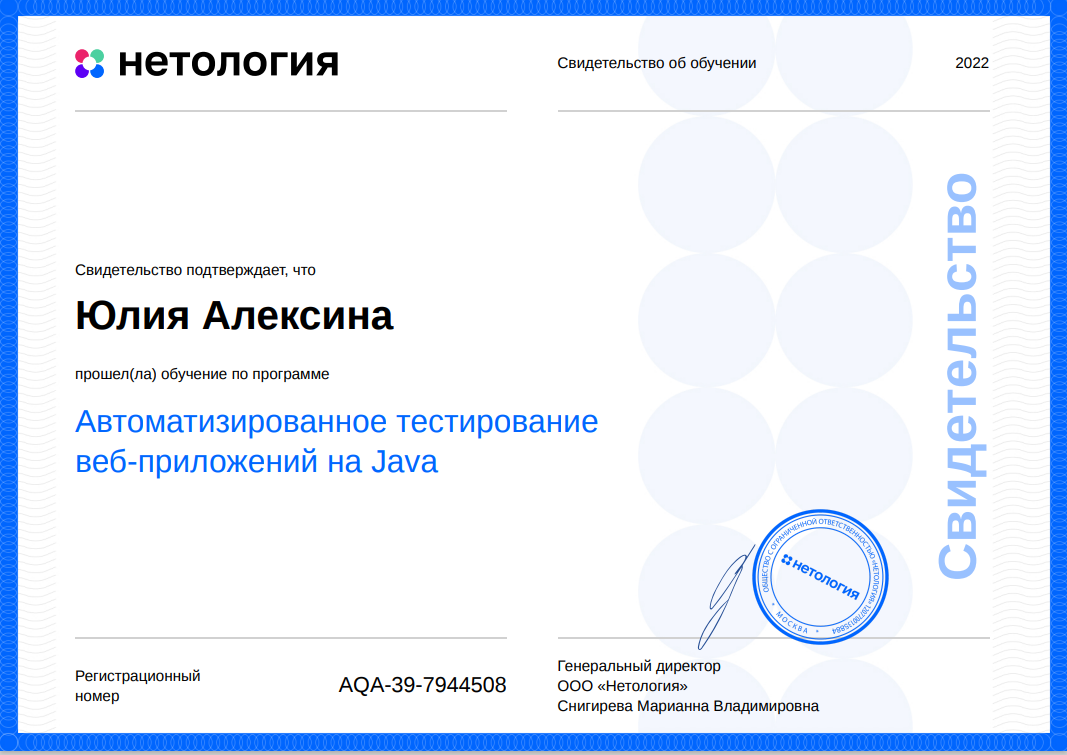 нетология
Свидетельство об обучении
2022
Свидетельство подтверждает, что
Юлия Алексина
прошел(ла) обучение по программе
Автоматизированное тестирование
веб-приложений на Java
Свидетельство
ОБЩЕСТВО С ОГРАНИЧЕННОЙ ОТВЕТСТВЕННОСТЬЮ «НЕТОЛОГИЯ»
* МОСКВА *
нетология
Регистрационный
номер
AQA-39-7944508
Генеральный директор
ООО «Нетология»
Снигирева Марианна Владимировна